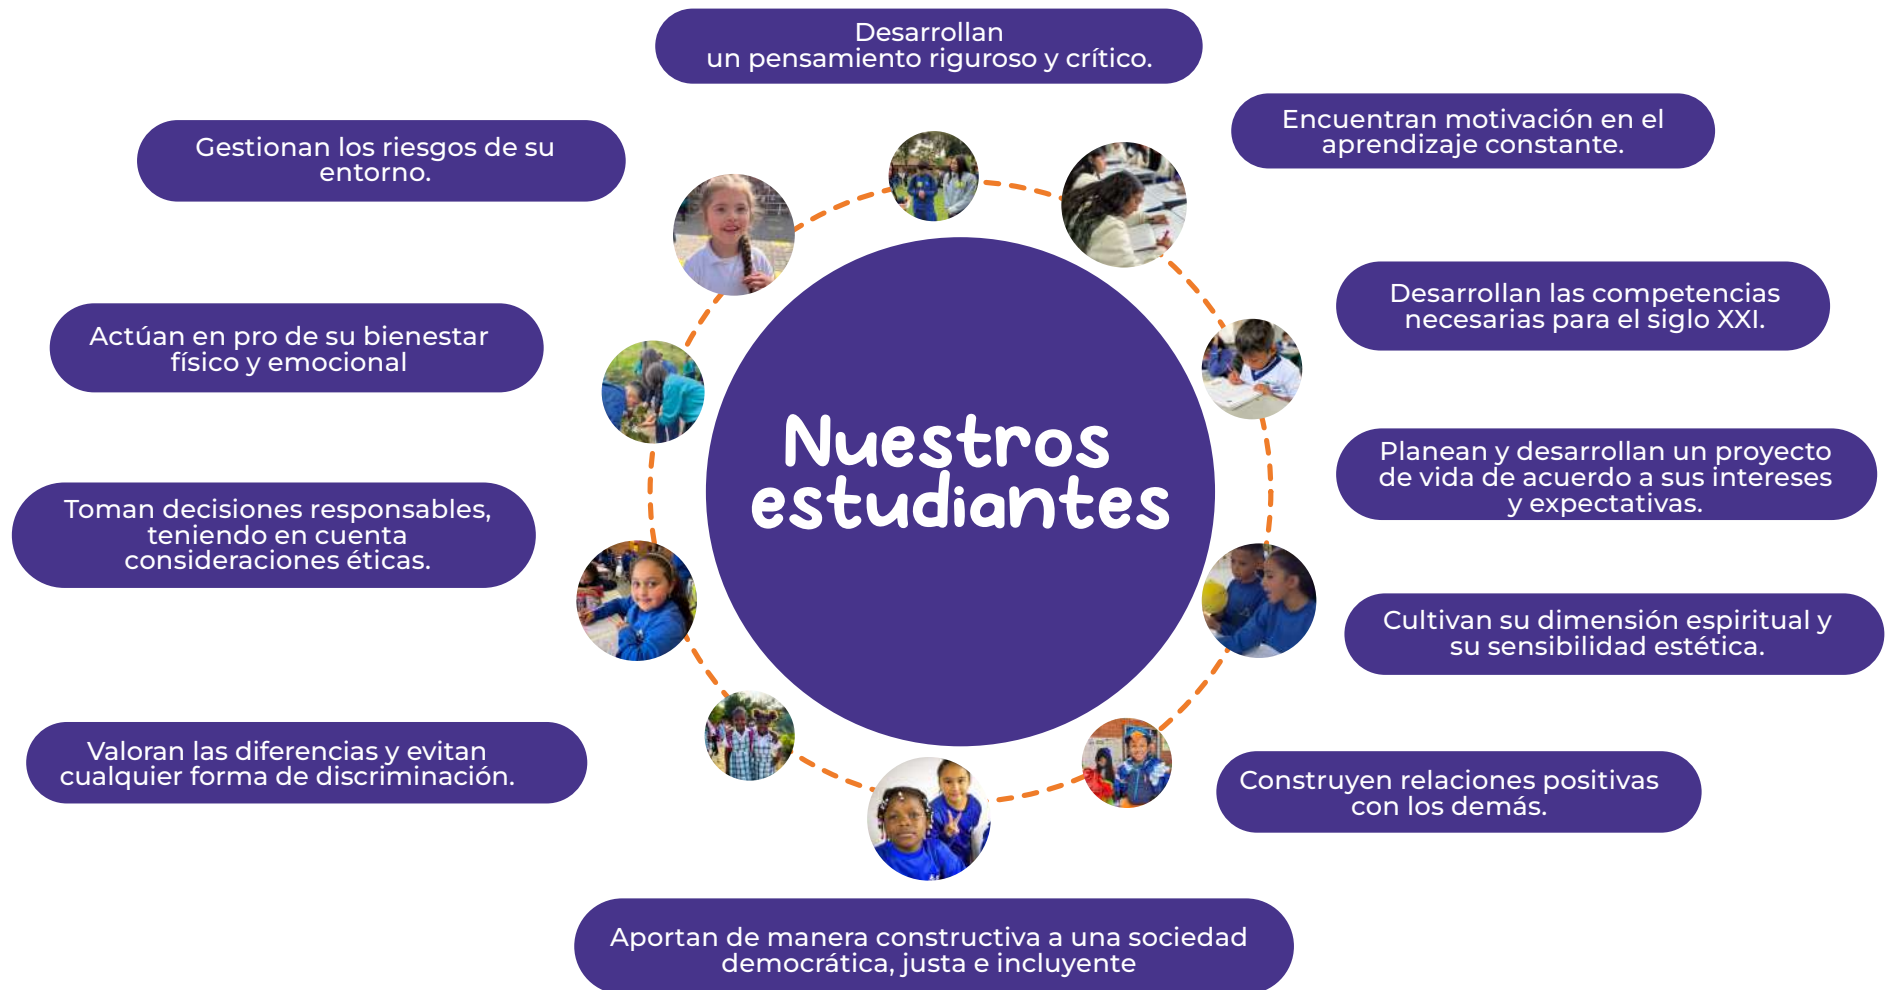 Desarrollan
un pensamiento riguroso y crítico.
Encuentran motivación en el
aprendizaje constante.
Desarrollan las competencias
necesarias para el siglo XXI.
Planean y desarrollan un proyecto
de vida de acuerdo a sus intereses
y expectativas.
Cultivan su dimensión espiritual y
su sensibilidad estética.
Construyen relaciones positivas
con los demás.
Aportan de manera constructiva a una sociedad
democrática, justa e incluyente
Valoran las diferencias y evitan
cualquier forma de discriminación.
Toman decisiones responsables,
teniendo en cuenta
consideraciones éticas.
Actúan en pro de su bienestar
físico y emocional
Gestionan los riesgos de su
entorno.
Nuestros
estudiantes